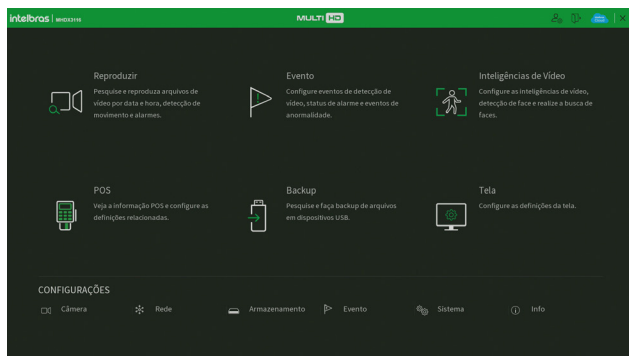 intelbras | MHDX3116
MULTI HD
Reproduzir
Pesquise e reproduza arquivos de
vídeo por data e hora, detecção de
movimento e alarmes.
Evento
Configure eventos de detecção de
vídeo, status de alarme e eventos de
anormalidade.
Inteligências de Vídeo
Configure as inteligências de vídeo,
detecção de face e realize a busca de
faces.
POS
Veja a informação POS e configure as
definições relacionadas.
Backup
Pesquise e faça backup de arquivos
em dispositivos USB.
Tela
Configure as definições da tela.
CONFIGURAÇÕES
Câmera
Rede
Armazenamento
Evento
Sistema
Info